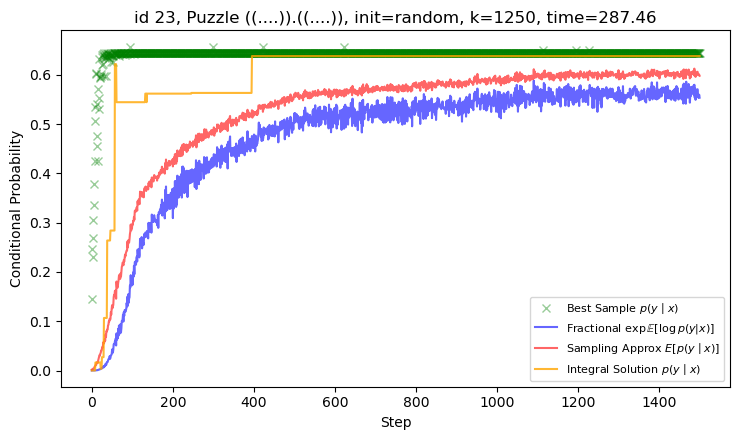 id 23, Puzzle ((....)).((....)), init=random, k=1250, time=287.46
Conditional Probability
0.6
0.5
0.4
0.3
0.2
0.1
0.0
Best Sample p(y | x)
Fractional exp𝔼[log p(y|x)]
Sampling Approx E[p(y | x)]
Integral Solution p(y | x)
0 200 400 600 800 1000 1200 1400
Step